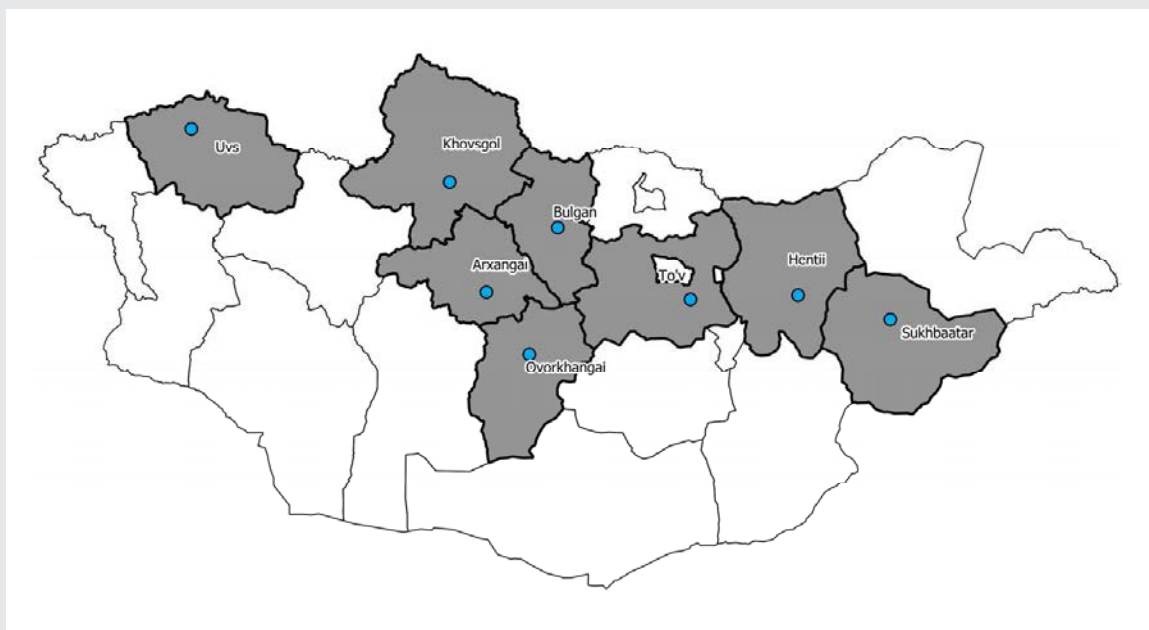 Uvs
Khovsgol
Bulgan
Arxangai
To'v
Hentii
Sukhbaatar
Ovorkhangai